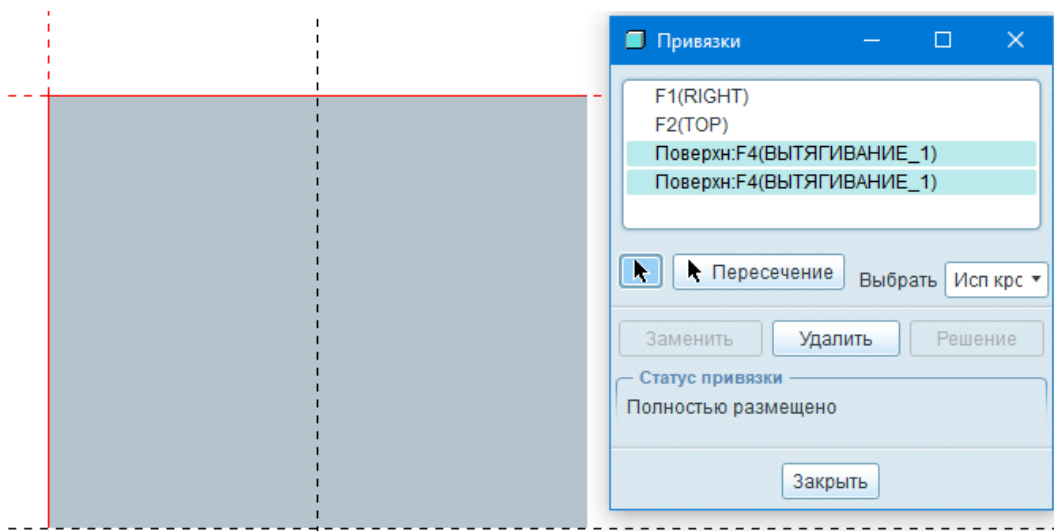 Привязки
F1(RIGHT)
F2(TOP)
Поверхн:F4(ВЫТЯГИВАНИЕ_1)
Поверхн:F4(ВЫТЯГИВАНИЕ_1)
Пересечение Выбрать Исп крс
Заменить Удалить Решение
Статус привязки
Полностью размещено
Закрыть